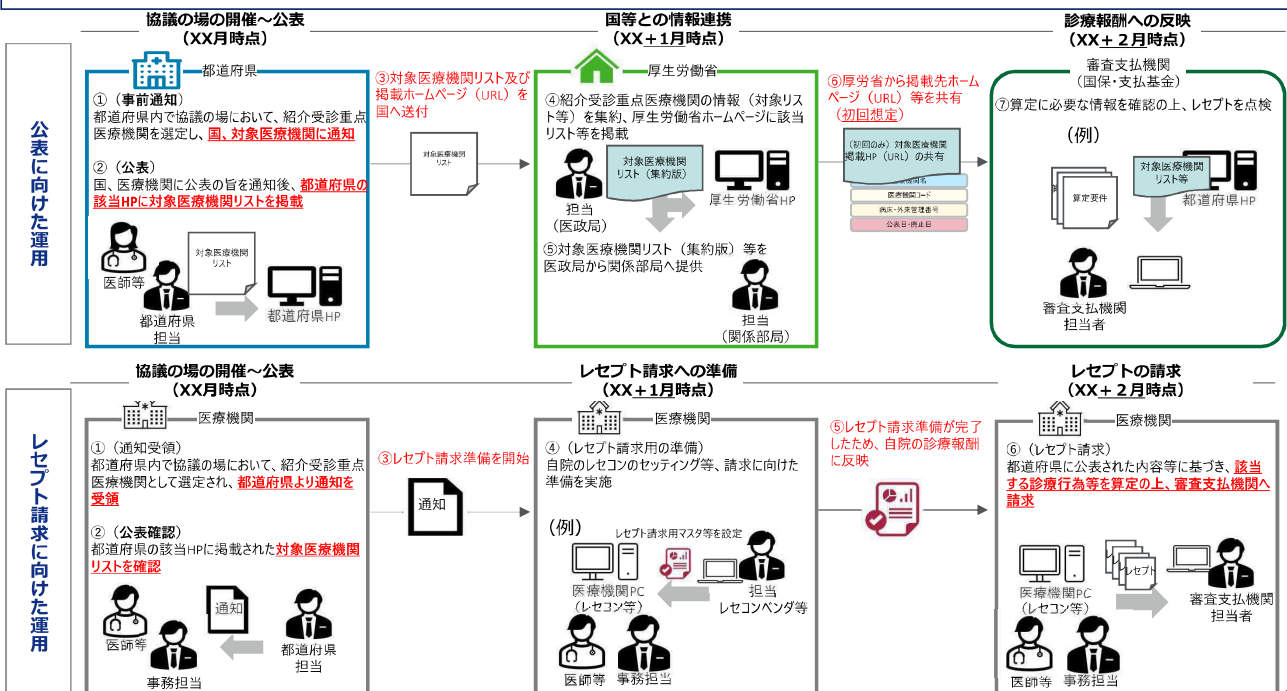 公表に向けた運用
協議の場の開催～公表
（XX月時点）
都道府県
①（事前通知）
都道府県内で協議の場において、紹介受診重点
医療機関を選定し、国、対象医療機関に通知
②（公表）
国、医療機関に公表の旨を通知後、都道府県の
該当HPに対象医療機関リストを掲載
医師等
対象医療機関
リスト
都道府県
担当
都道府県HP
③対象医療機関リスト及び
掲載ホームページ（URL）を
国へ送付
対象医療機関
リスト
国等との情報連携
（XX＋1月時点）
厚生労働省
④紹介受診重点医療機関の情報（対象リス
ト等）を集約、厚生労働省ホームページに該当
リスト等を掲載
担当
（医政局）
対象医療機関
リスト（集約版）
厚生労働省HP
⑤対象医療機関リスト（集約版）等を
医政局から関係部局へ提供
担当
（関係部局）
⑥厚労省から掲載先ホーム
ページ（URL）等を共有
（初回想定）
（初回のみ）対象医療機関
掲載HP（URL）の共有
機関名
医療機関コード
病床・外来管理番号
公表日・廃止日
診療報酬への反映
（XX＋２月時点）
審査支払機関
（国保・支払基金）
⑦算定に必要な情報を確認の上、レセプトを点検
（例）
算定要件
対象医療機関
リスト等
都道府県HP
審査支払機関
担当者
レセプト請求に向けた運用
協議の場の開催～公表
（XX月時点）
医療機関
①（通知受領）
都道府県内で協議の場において、紹介受診重点
医療機関として選定され、都道府県より通知を
受領
②（公表確認）
都道府県の該当HPに掲載された対象医療機関
リストを確認
医師等
事務担当
通知
都道府県
担当
③レセプト請求準備を開始
通知
レセプト請求への準備
（XX＋1月時点）
医療機関
④（レセプト請求用の準備）
自院のレセコンのセッティング等、請求に向けた
準備を実施
（例）
レセプト請求用マスタ等を設定
医療機関PC
（レセコン等）
担当
レセコンベンダ等
医師等
事務担当
⑤レセプト請求準備が完了
したため、自院の診療報酬
に反映
レセプトの請求
（XX＋２月時点）
医療機関
⑥（レセプト請求）
都道府県に公表された内容等に基づき、該当
する診療行為等を算定の上、審査支払機関へ
請求
医療機関PC
（レセコン等）
レセプト
審査支払機関
担当者
医師等
事務担当